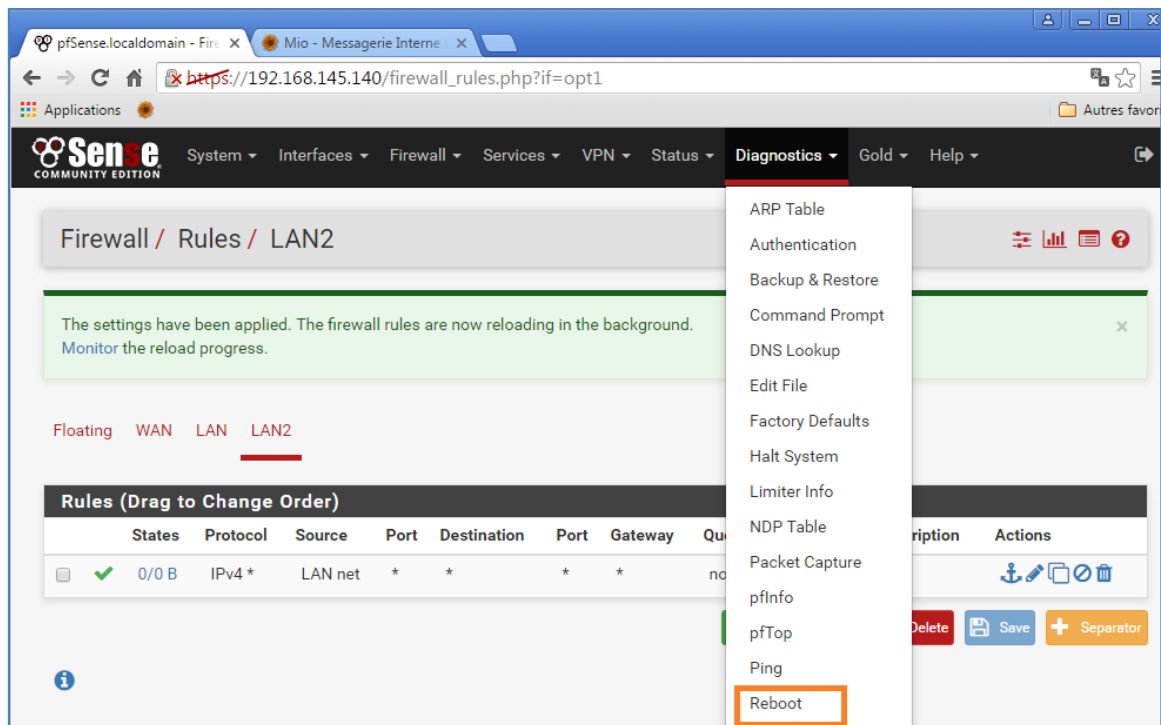 pfSense.localdomain - Fire
Mio - Messagerie Interne
https://192.168.145.140/firewall_rules.php?if=opt1
Applications
Autres favori
Sense
COMMUNITY EDITION
System
Interfaces
Firewall
Services
VPN
Status
Diagnostics
Gold
Help
Firewall / Rules / LAN2
The settings have been applied. The firewall rules are now reloading in the background.
Monitor the reload progress.
Floating WAN LAN LAN2
Rules (Drag to Change Order)
States Protocol Source Port Destination Port Gateway Qu ription Actions
0/0 B IPv4 * LAN net * * * * no
Delete Save Separator
ARP Table
Authentication
Backup & Restore
Command Prompt
DNS Lookup
Edit File
Factory Defaults
Halt System
Limiter Info
NDP Table
Packet Capture
pfInfo
pfTop
Ping
Reboot